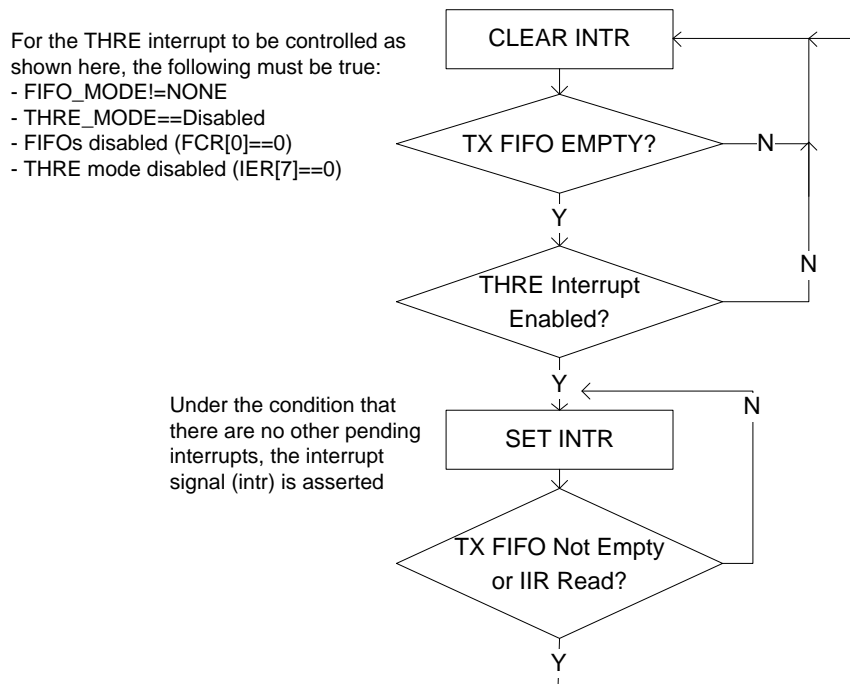 For the THRE interrupt to be controlled as
shown here, the following must be true:
- FIFO_MODE!=NONE
- THRE_MODE==Disabled
- FIFOs disabled (FCR[0]==0)
- THRE mode disabled (IER[7]==0)
CLEAR INTR
TX FIFO EMPTY?
N
Y
N
THRE Interrupt
Enabled?
Y
N
Under the condition that
there are no other pending
interrupts, the interrupt
signal (intr) is asserted
SET INTR
TX FIFO Not Empty
or IIR Read?
Y